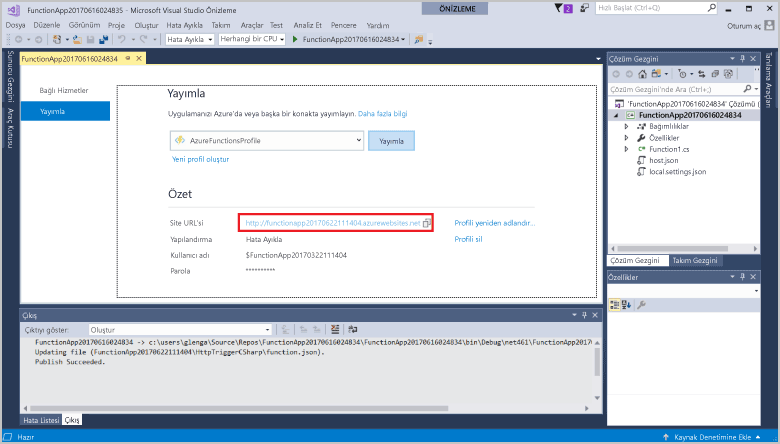 FunctionApp20170616024835 - Microsoft Visual Studio Önizleme
ÖNİZLEME
2
Hızlı Başlat (Ctrl+Q)
Dosya Düzenle Görünüm Proje Oluştur Hata Ayıkla Takım Araçlar Test Analiz Et Pencere Yardım
Oturum aç
Hata Ayıkla Herhangi bir CPU FunctionApp20170616024834
Sunucu Gezgini
Araç Kutusu
FunctionApp20170616024834
Bağlı Hizmetler
Yayımla
Yayımla
Uygulamanızı Azure'da veya başka bir konakta yayımlayın. Daha fazla bilgi
AzureFunctionsProfile
Yayımla
Yeni profil oluştur
Özet
Site URL'si http://functionapp20170622111404.azurewebsites.net Profili yeniden adlandır...
Yapılandırma Hata Ayıkla Profili sil
Kullanıcı adı $FunctionApp20170322111404
Parola **********
Çözüm Gezgini
Çözüm Gezgini'nde Ara (Ctrl+;)
'FunctionApp20170616024834' Çözümü (
FunctionApp20170616024834
Bağımlılıklar
Özellikler
C# Function1.cs
host.json
local.settings.json
Çözüm Gezgini Takım Gezgini
Özellikler
Tanılama Araçları
Çıkış
Çıktıyı göster: Oluştur
FunctionApp20170616024834 -> c:\users\glenga\Source\Repos\FunctionApp20170616024834\FunctionApp20170616024834\bin\Debug\net461\FunctionApp2017
Updating file (FunctionApp20170622111404\HttpTriggerCSharp\function.json).
Publish Succeeded.
Hata Listesi Çıkış
Hazır
Kaynak Denetimine Ekle